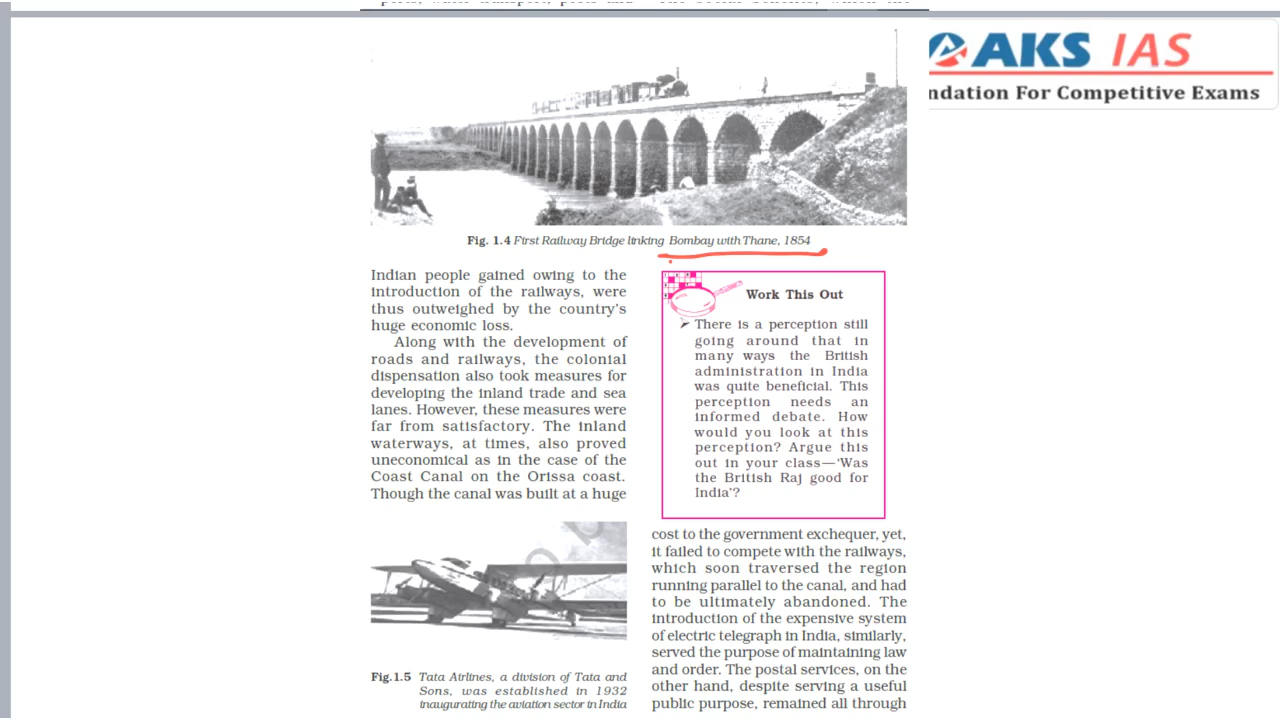 AKS IAS
ndation For Competitive Exams
Fig. 1.4 First Railway Bridge linking Bombay with Thane, 1854
Indian people gained owing to the
introduction of the railways, were
thus outweighed by the country's
huge economic loss.
Along with the development of
roads and railways, the colonial
dispensation also took measures for
developing the inland trade and sea
lanes. However, these measures were
far from satisfactory. The inland
waterways, at times, also proved
uneconomical as in the case of the
Coast Canal on the Orissa coast.
Though the canal was built at a huge
Fig.1.5 Tata Airlines, a division of Tata and
Sons, was established in 1932
inaugurating the aviation sector in India
Work This Out
➢ There is a perception still
going around that in
many ways the British
administration in India
was quite beneficial. This
perception needs an
informed debate. How
would you look at this
perception? Argue this
out in your class—'Was
the British Raj good for
India'?
cost to the government exchequer, yet,
it failed to compete with the railways,
which soon traversed the region
running parallel to the canal, and had
to be ultimately abandoned. The
introduction of the expensive system
of electric telegraph in India, similarly,
served the purpose of maintaining law
and order. The postal services, on the
other hand, despite serving a useful
public purpose, remained all through